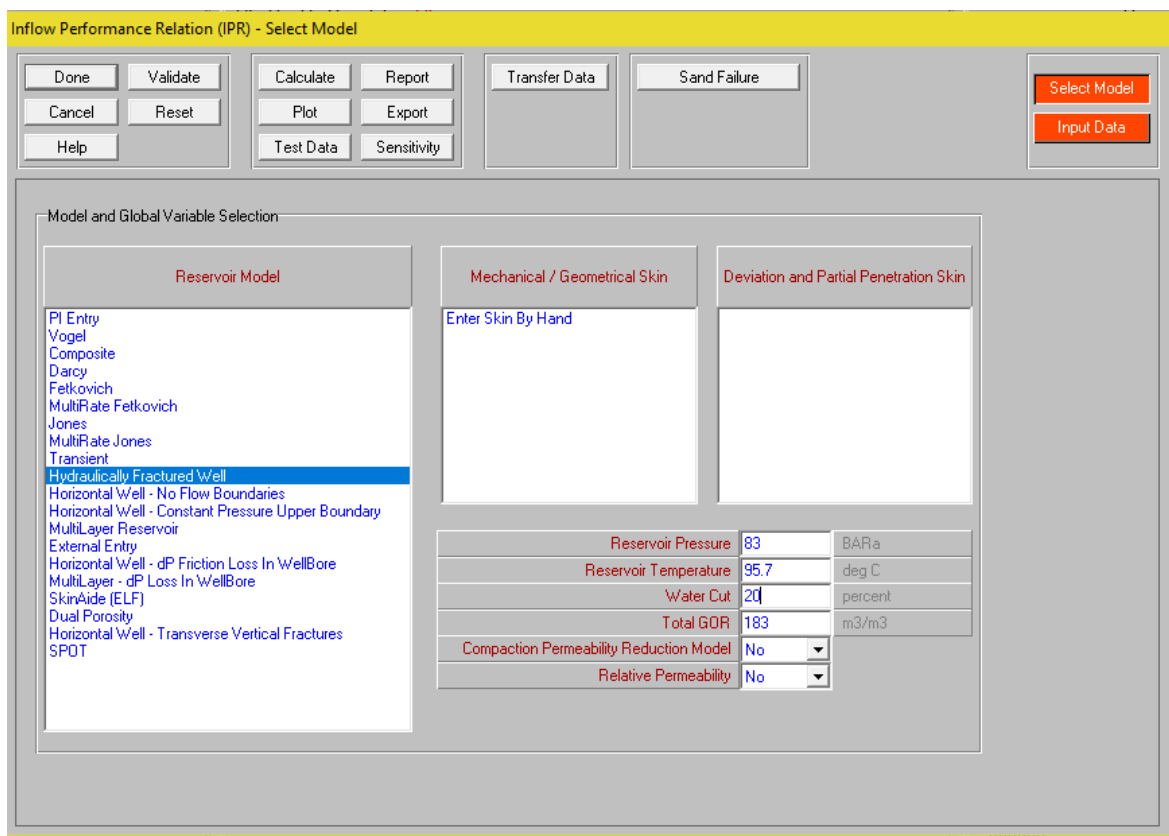 Inflow Performance Relation (IPR) - Select Model
Done Validate Calculate Report Transfer Data Sand Failure Select Model
Cancel Reset Plot Export Input Data
Help Test Data Sensitivity
Model and Global Variable Selection
Reservoir Model
PI Entry
Vogel
Composite
Darcy
Fetkovich
MultiRate Fetkovich
Jones
MultiRate Jones
Transient
Hydraulically Fractured Well
Horizontal Well - No Flow Boundaries
Horizontal Well - Constant Pressure Upper Boundary
MultiLayer Reservoir
External Entry
Horizontal Well - dP Friction Loss In WellBore
MultiLayer - dP Loss In WellBore
SkinAide (ELF)
Dual Porosity
Horizontal Well - Transverse Vertical Fractures
SPOT
Mechanical / Geometrical Skin
Enter Skin By Hand
Deviation and Partial Penetration Skin
Reservoir Pressure 83 BARa
Reservoir Temperature 95.7 deg C
Water Cut 20 percent
Total GOR 183 m3/m3
Compaction Permeability Reduction Model No
Relative Permeability No